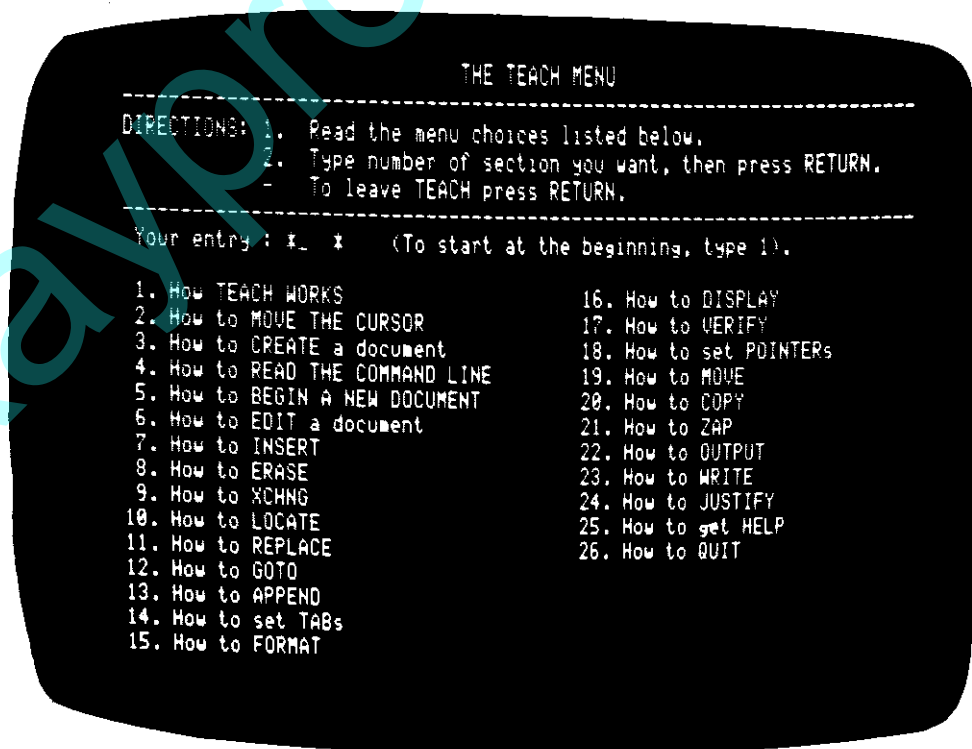 THE TEACH MENU
DIRECTIONS: 1. Read the menu choices listed below.
2. Type number of section you want, then press RETURN.
- To leave TEACH press RETURN.
Your entry : *_ * (To start at the beginning, type 1).
1. How TEACH WORKS
2. How to MOVE THE CURSOR
3. How to CREATE a document
4. How to READ THE COMMAND LINE
5. How to BEGIN A NEW DOCUMENT
6. How to EDIT a document
7. How to INSERT
8. How to ERASE
9. How to XCHNG
10. How to LOCATE
11. How to REPLACE
12. How to GOTO
13. How to APPEND
14. How to set TABs
15. How to FORMAT
16. How to DISPLAY
17. How to VERIFY
18. How to set POINTERs
19. How to MOVE
20. How to COPY
21. How to ZAP
22. How to OUTPUT
23. How to WRITE
24. How to JUSTIFY
25. How to get HELP
26. How to QUIT